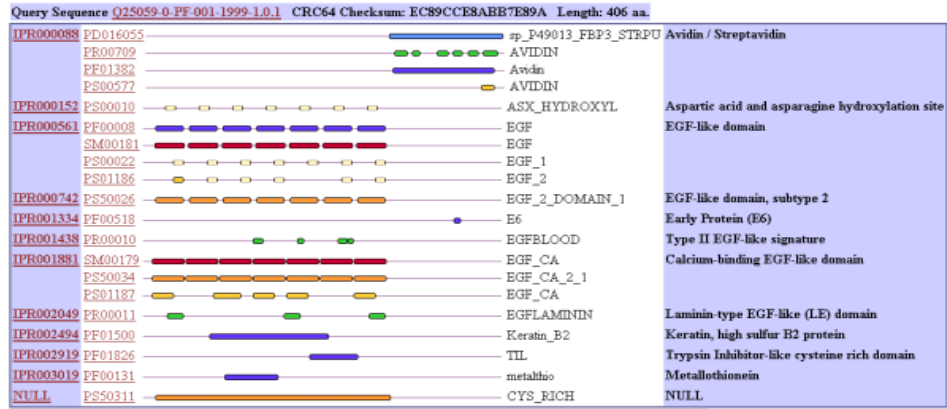 Query Sequence Q25059-0-PF-001-1999-1.0.1 CRC64 Checksum: EC89CCE8ABB7E89A Length: 406 aa.
IPR000088 PD016055 sp_P49013_FBP3_STRPU Avidin / Streptavidin
PR00709 AVIDIN
PF01382 Avidin
PS00577 AVIDIN
IPR000152 PS00010 ASX_HYDROXYL Aspartic acid and asparagine hydroxylation site
IPR000561 PF00008 EGF EGF-like domain
SM00181 EGF
PS00022 EGF_1
PS01186 EGF_2
IPR000742 PS50026 EGF_2_DOMAIN_1 EGF-like domain, subtype 2
IPR001334 PF00518 E6 Early Protein (E6)
IPR001438 PR00010 EGFBLOOD Type II EGF-like signature
IPR001881 SM00179 EGF_CA Calcium-binding EGF-like domain
PS50034 EGF_CA_2_1
PS01187 EGF_CA
IPR002049 PR00011 EGFLAMININ Laminin-type EGF-like (LE) domain
IPR002494 PF01500 Keratin_B2 Keratin, high sulfur B2 protein
IPR002919 PF01826 TIL Trypsin Inhibitor-like cysteine rich domain
IPR003019 PF00131 metalthio Metallothionein
NULL PS50311 CYS_RICH NULL